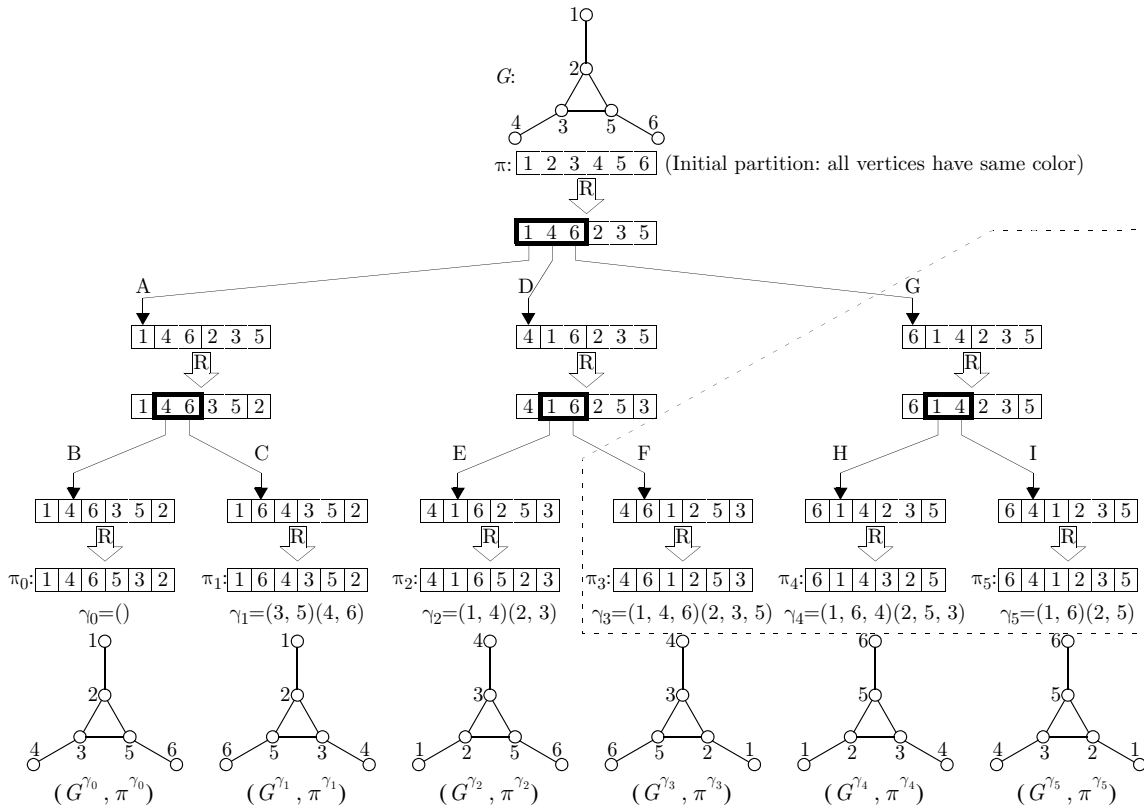 1
2
G:
4 3 5 6
π: 1 2 3 4 5 6 (Initial partition: all vertices have same color)
R
1 4 6 2 3 5
A D G
1 4 6 2 3 5 4 1 6 2 3 5 6 1 4 2 3 5
R R R
1 4 6 3 5 2 4 1 6 2 5 3 6 1 4 2 3 5
B C E F H I
1 4 6 3 5 2 1 6 4 3 5 2 4 1 6 2 5 3 4 6 1 2 5 3 6 1 4 2 3 5 6 4 1 2 3 5
R R R R R R
π0: 1 4 6 5 3 2 π1: 1 6 4 3 5 2 π2: 4 1 6 5 2 3 π3: 4 6 1 2 5 3 π4: 6 1 4 3 2 5 π5: 6 4 1 2 3 5
γ0=() γ1=(3, 5)(4, 6) γ2=(1, 4)(2, 3) γ3=(1, 4, 6)(2, 3, 5) γ4=(1, 6, 4)(2, 5, 3) γ5=(1, 6)(2, 5)
1 1 4 4 6 6
2 2 3 3 5 5
4 3 5 6 6 5 3 4 1 2 5 6 6 5 2 1 1 2 3 4 4 3 2 1
(G^γ0, π^γ0) (G^γ1, π^γ1) (G^γ2, π^γ2) (G^γ3, π^γ3) (G^γ4, π^γ4) (G^γ5, π^γ5)